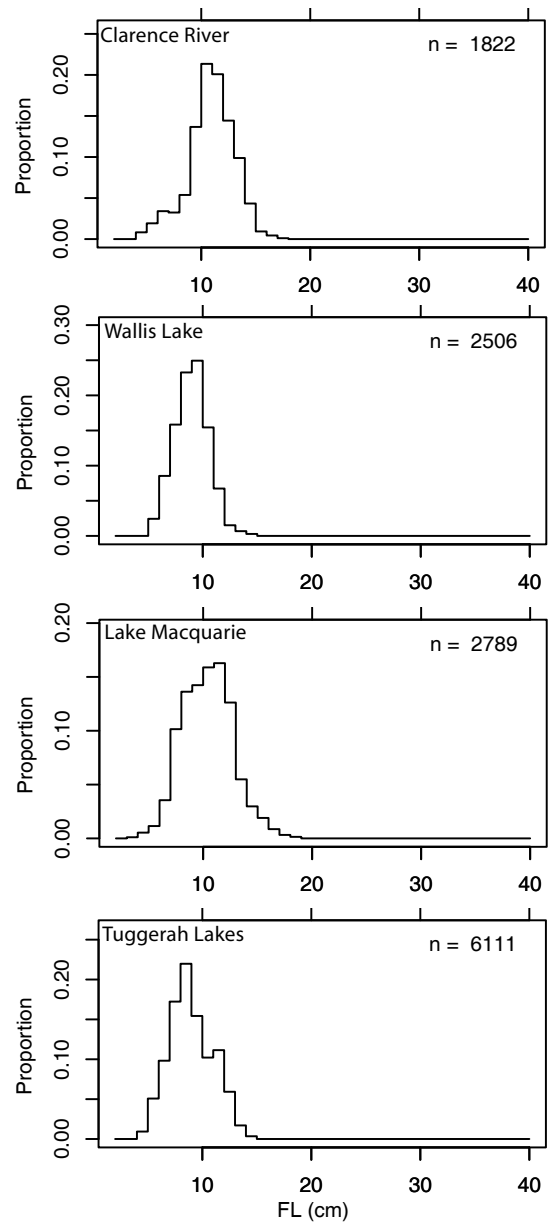 Clarence River
n = 1822
Proportion
0.20
0.10
0.00
10 20 30 40
Wallis Lake
n = 2506
Proportion
0.30
0.20
0.10
0.00
10 20 30 40
Lake Macquarie
n = 2789
Proportion
0.20
0.10
0.00
10 20 30 40
Tuggerah Lakes
n = 6111
Proportion
0.20
0.10
0.00
10 20 30 40
FL (cm)